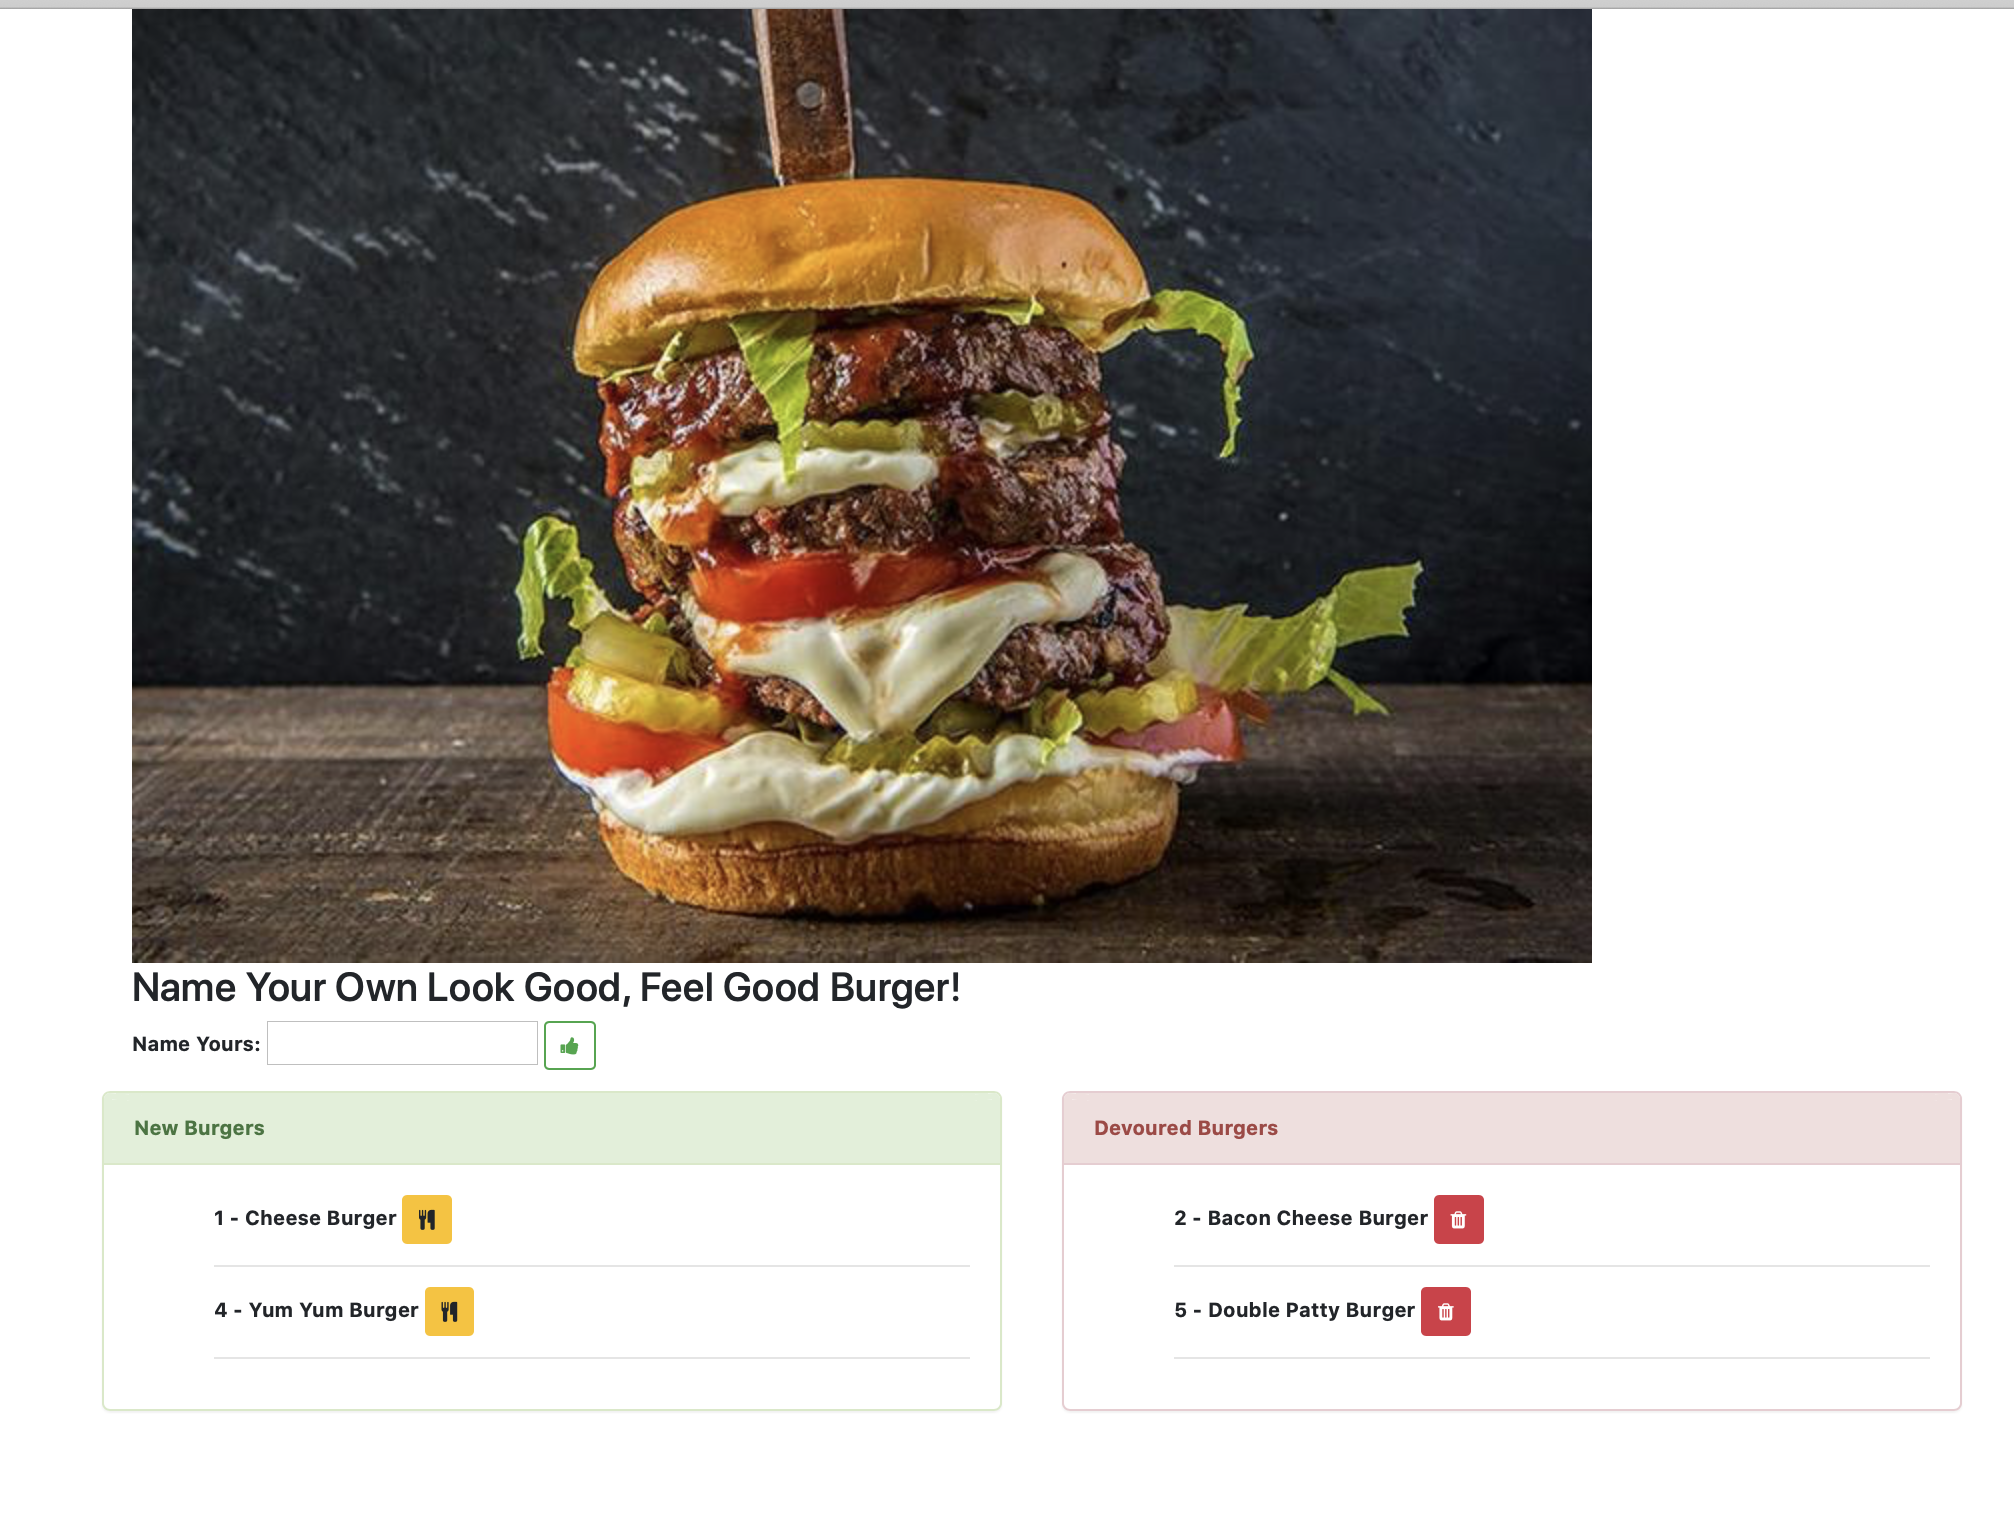 Name Your Own Look Good, Feel Good Burger!
Name Yours:
New Burgers
1 - Cheese Burger
4 - Yum Yum Burger
Devoured Burgers
2 - Bacon Cheese Burger
5 - Double Patty Burger